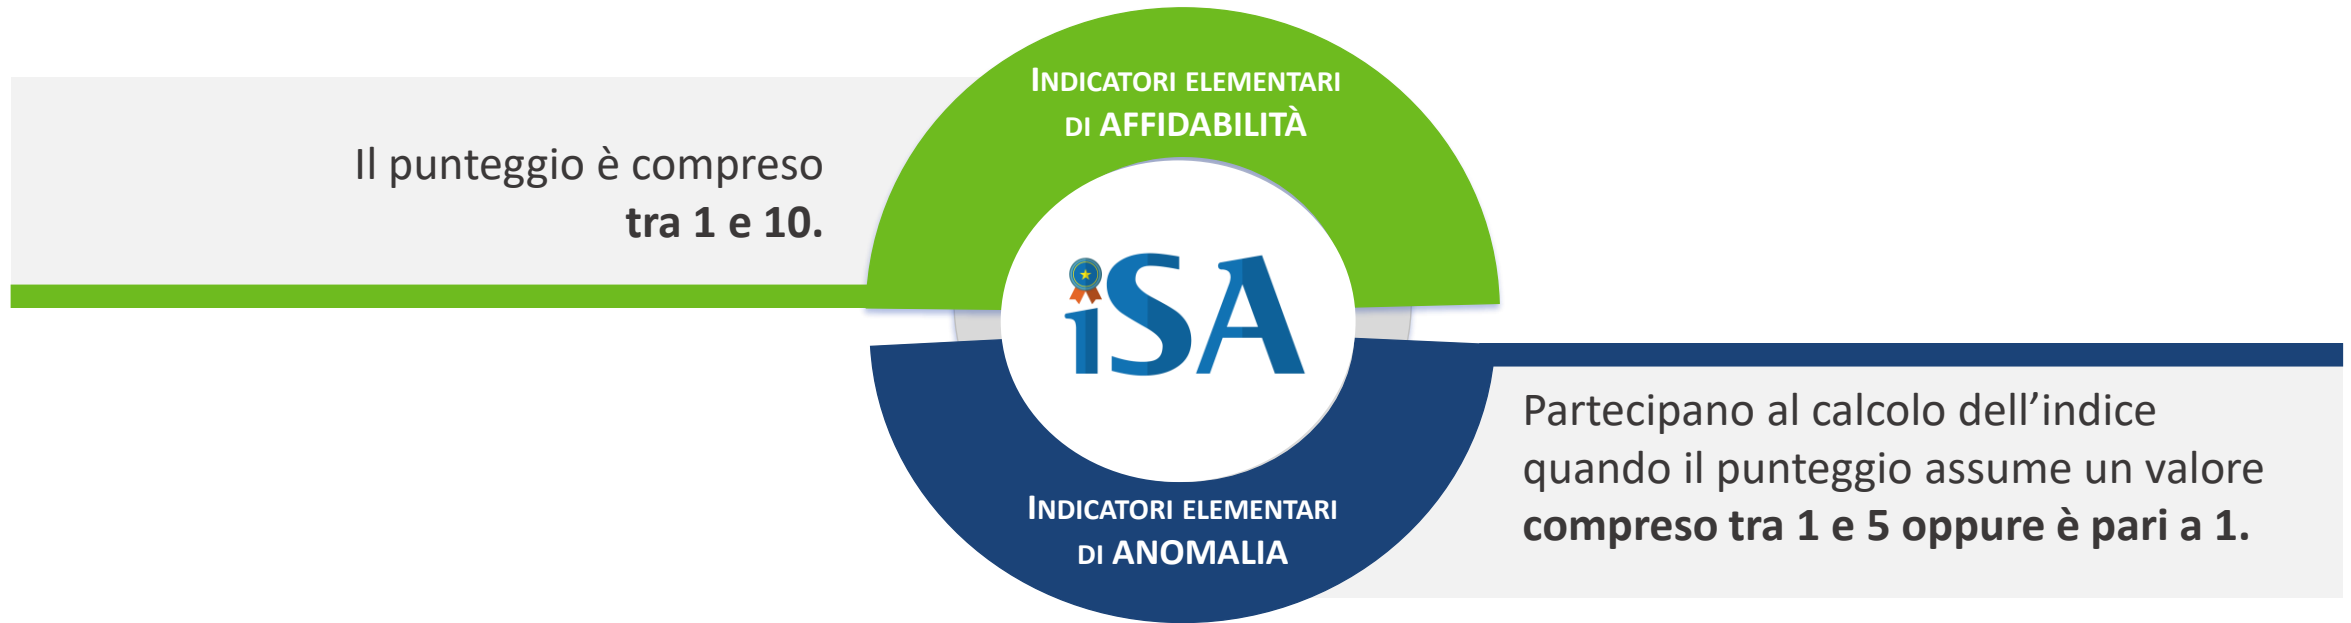 INDICATORI ELEMENTARI
DI AFFIDABILITÀ
Il punteggio è compreso
tra 1 e 10.
iSA
Partecipano al calcolo dell’indice
quando il punteggio assume un valore
compreso tra 1 e 5 oppure è pari a 1.
INDICATORI ELEMENTARI
DI ANOMALIA